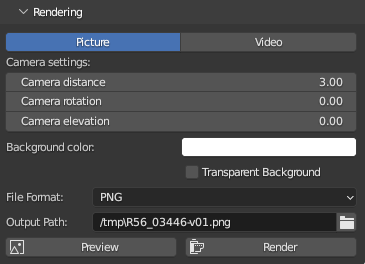 Rendering
Picture Video
Camera settings:
Camera distance 3.00
Camera rotation 0.00
Camera elevation 0.00
Background color:
Transparent Background
File Format: PNG
Output Path: /tmp\R56_03446-v01.png
Preview Render